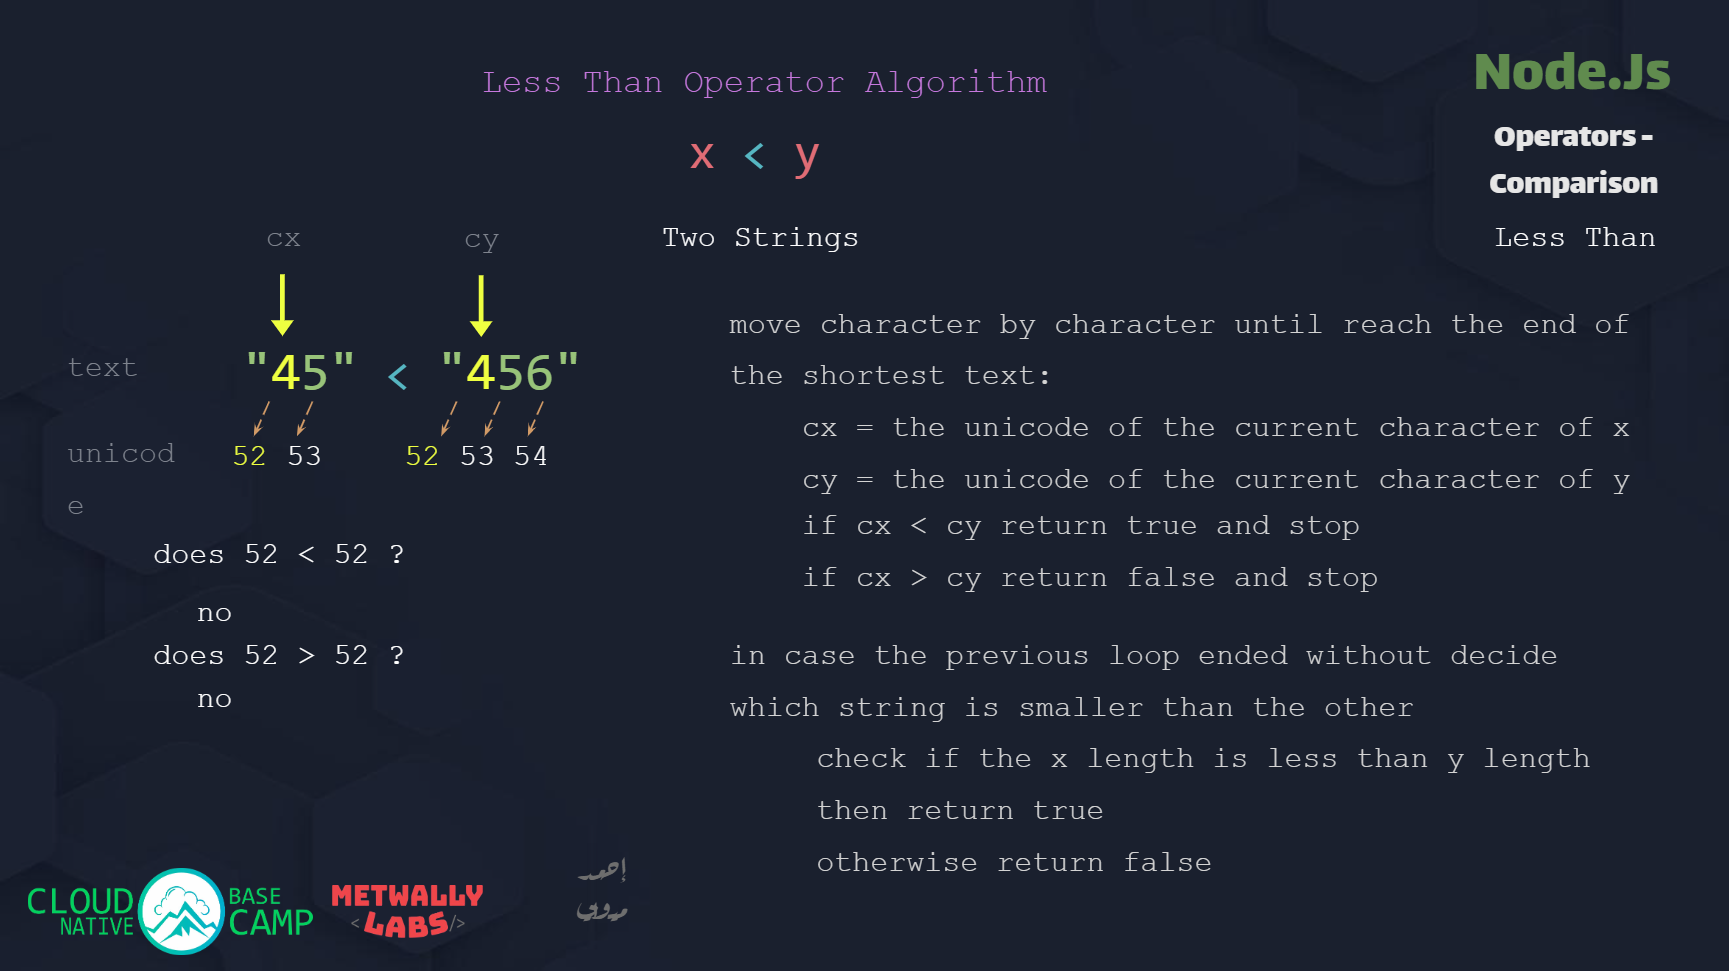 Less Than Operator Algorithm
x < y
Node.Js
Operators -
Comparison
Less Than
cx cy
Two Strings
text "45" < "456"
unicod
e
52 53 52 53 54
does 52 < 52 ?
no
does 52 > 52 ?
no
move character by character until reach the end of
the shortest text:
cx = the unicode of the current character of x
cy = the unicode of the current character of y
if cx < cy return true and stop
if cx > cy return false and stop
in case the previous loop ended without decide
which string is smaller than the other
check if the x length is less than y length
then return true
otherwise return false
CLOUD
NATIVE
BASE
CAMP
METWALLY
<LABS/>